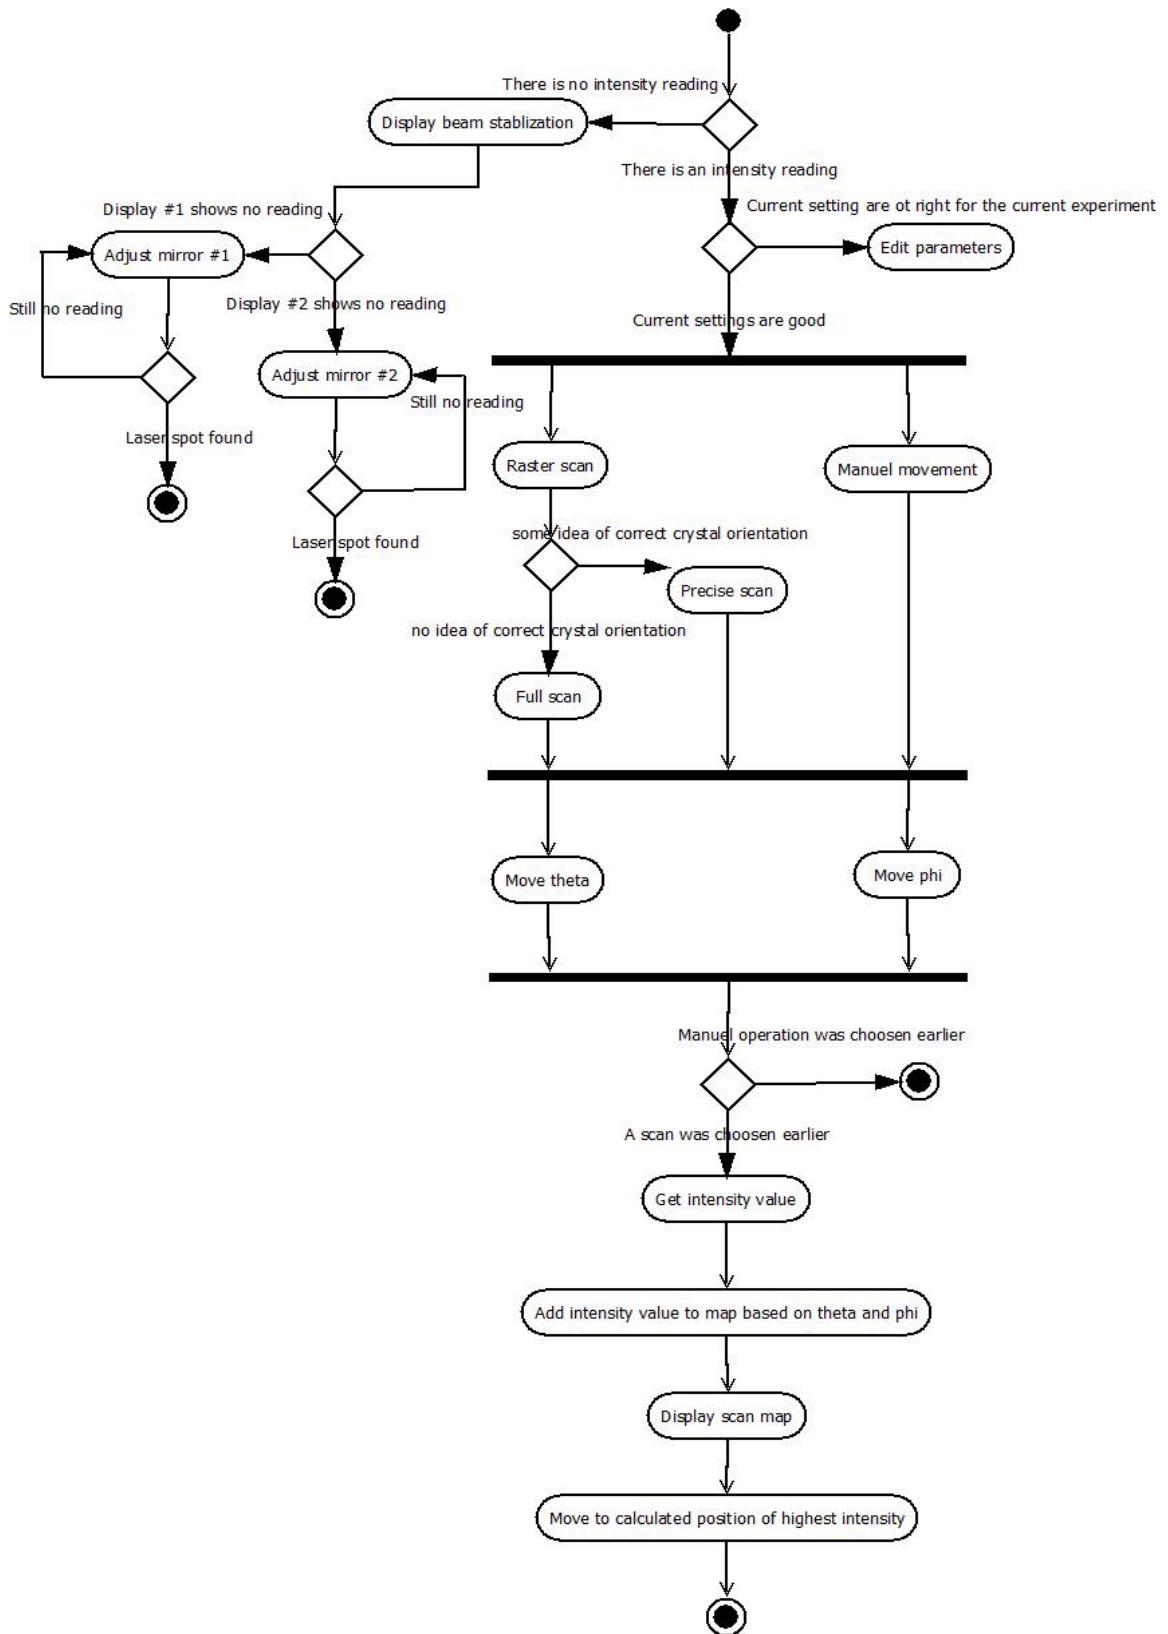 There is no intensity reading
Display beam stablization
There is an intensity reading
Display #1 shows no reading
Current setting are ot right for the current experiment
Adjust mirror #1
Edit parameters
Still no reading
Display #2 shows no reading
Current settings are good
Adjust mirror #2
Still no reading
Laser spot found
Raster scan
Manuel movement
some idea of correct crystal orientation
Laser spot found
Precise scan
no idea of correct crystal orientation
Full scan
Move theta
Move phi
Manuel operation was choosen earlier
A scan was choosen earlier
Get intensity value
Add intensity value to map based on theta and phi
Display scan map
Move to calculated position of highest intensity